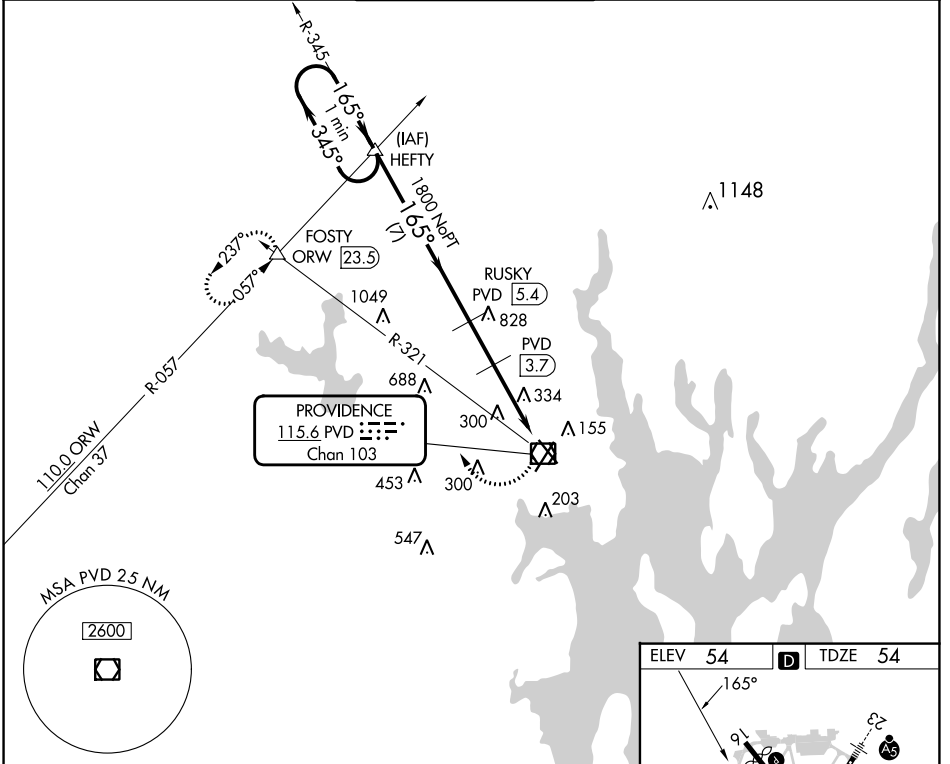 R-345
165°
1 min
345°
(IAF)
HEFTY
1800 NoPT
165°
(7)
1148
FOSTY
ORW 23.5
237°
057°
RUSKY
PVD 5.4
828
1049
R-321
PVD
3.7
R-057
688
334
300
155
PROVIDENCE
115.6 PVD
Chan 103
110.0 ORW
Chan 37
453
300
203
547
MSA PVD 25 NM
2600
ELEV 54
D
TDZE 54
165°
16
23
A5